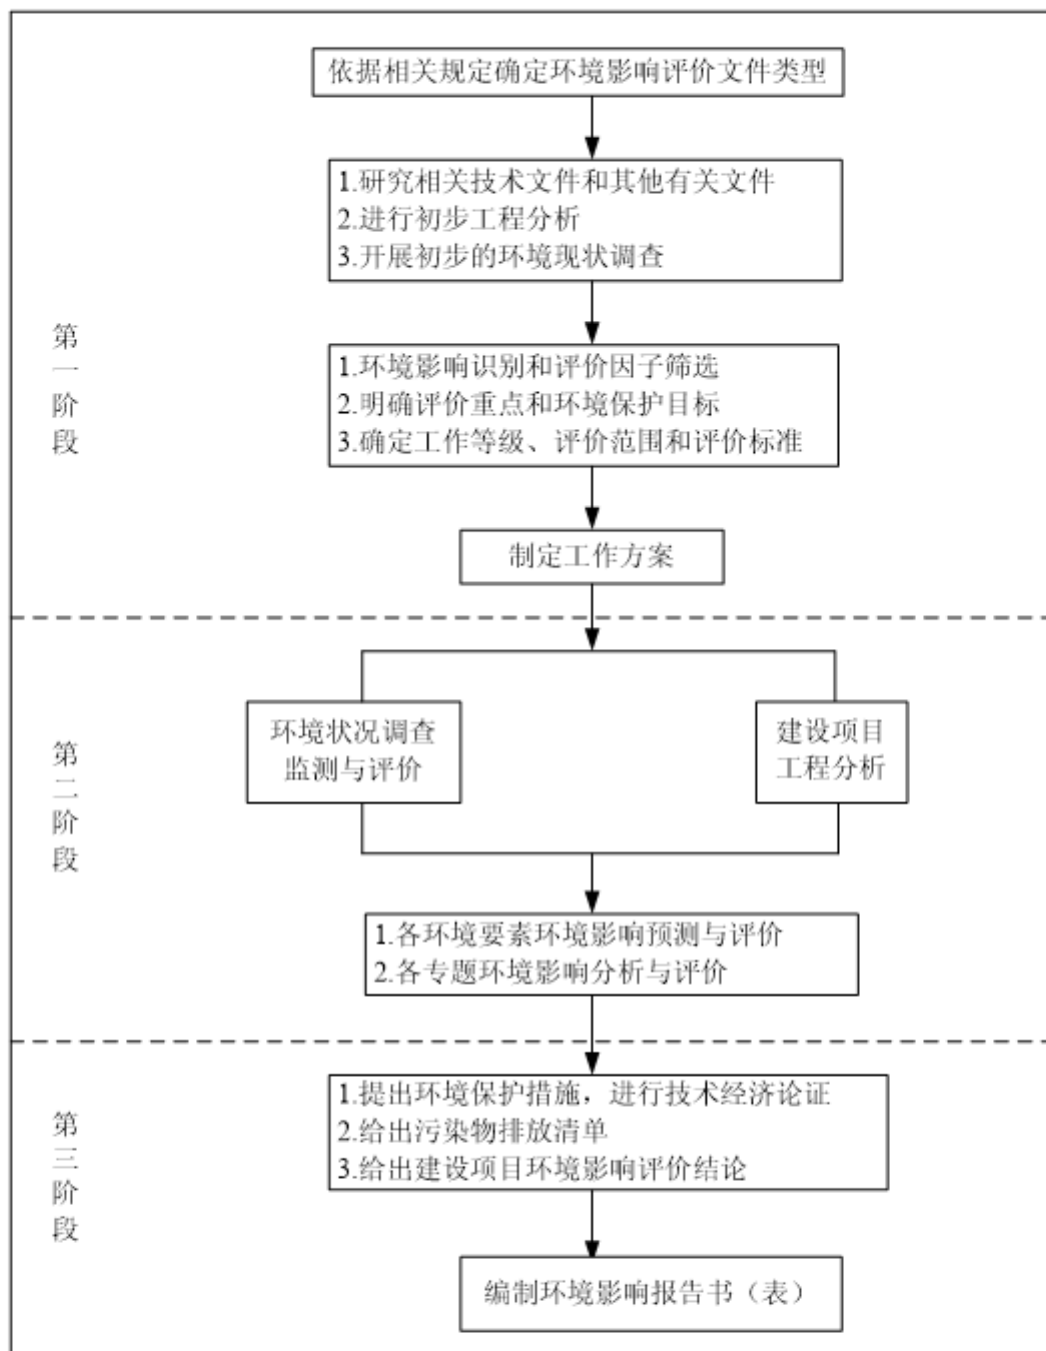 依据相关规定确定环境影响评价文件类型
1.研究相关技术文件和其他有关文件
2.进行初步工程分析
3.开展初步的环境现状调查
第一阶段
1.环境影响识别和评价因子筛选
2.明确评价重点和环境保护目标
3.确定工作等级、评价范围和评价标准
制定工作方案
第二阶段
环境状况调查
监测与评价
建设项目
工程分析
1.各环境要素环境影响预测与评价
2.各专题环境影响分析与评价
第三阶段
1.提出环境保护措施，进行技术经济论证
2.给出污染物排放清单
3.给出建设项目环境影响评价结论
编制环境影响报告书（表）